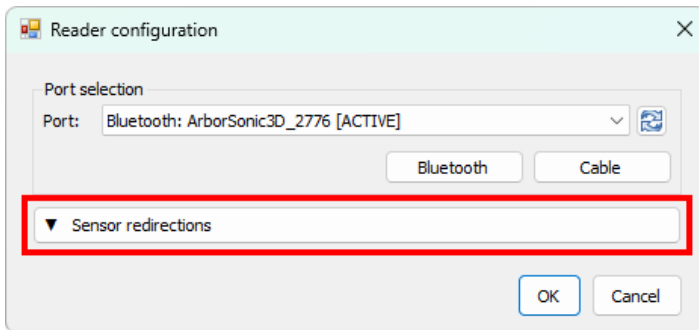 Reader configuration
Port selection
Port: Bluetooth: ArborSonic3D_2776 [ACTIVE]
Bluetooth Cable
▼ Sensor redirections
OK Cancel